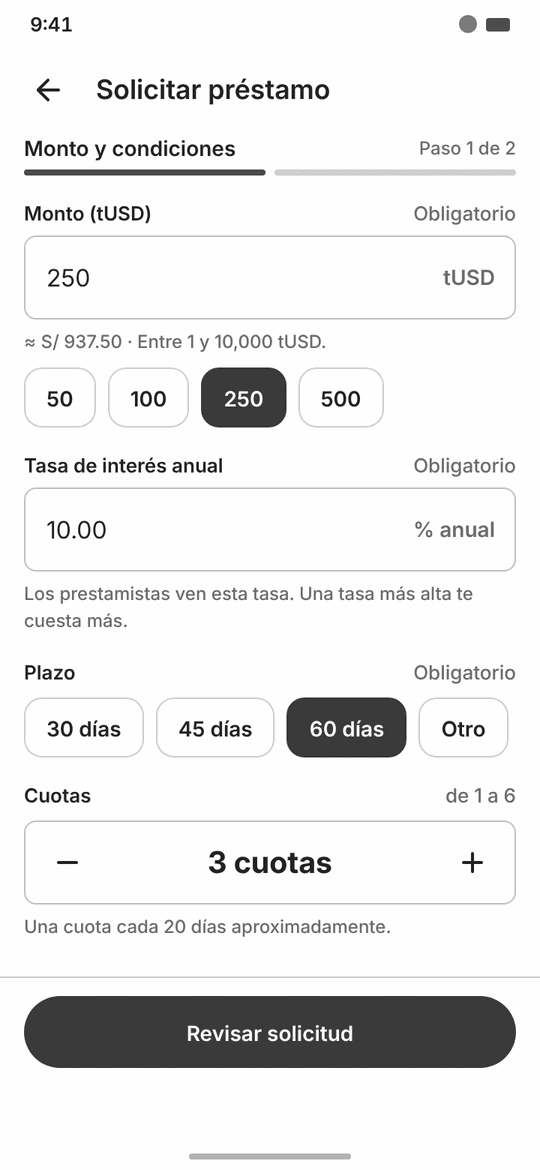 9:41
Solicitar préstamo
Monto y condiciones
Paso 1 de 2
Monto (tUSD)
Obligatorio
250
tUSD
≈ S/ 937.50 · Entre 1 y 10,000 tUSD.
50
100
250
500
Tasa de interés anual
Obligatorio
10.00
% anual
Los prestamistas ven esta tasa. Una tasa más alta te
cuesta más.
Plazo
Obligatorio
30 días
45 días
60 días
Otro
Cuotas
de 1 a 6
− 3 cuotas +
Una cuota cada 20 días aproximadamente.
Revisar solicitud